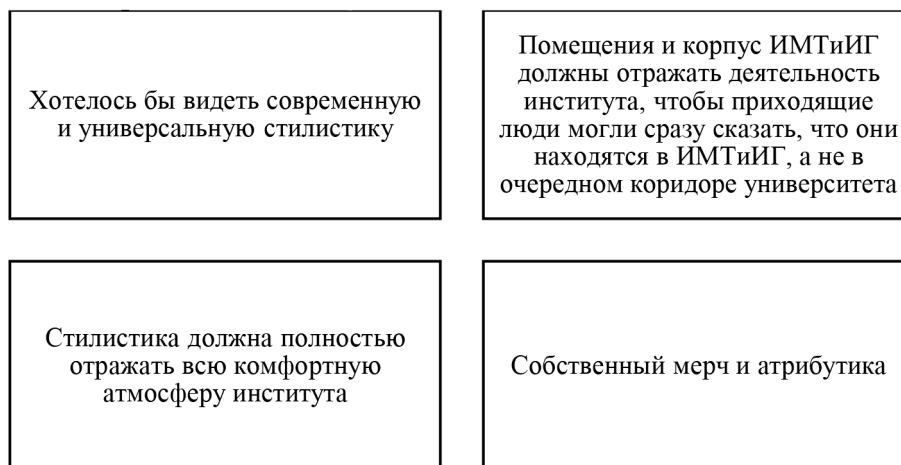 Хотелось бы видеть современную
и универсальную стилистику
Помещения и корпус ИМТиИГ
должны отражать деятельность
института, чтобы приходящие
люди могли сразу сказать, что они
находятся в ИМТиИГ, а не в
очередном коридоре университета
Стилистика должна полностью
отражать всю комфортную
атмосферу института
Собственный мерч и атрибутика